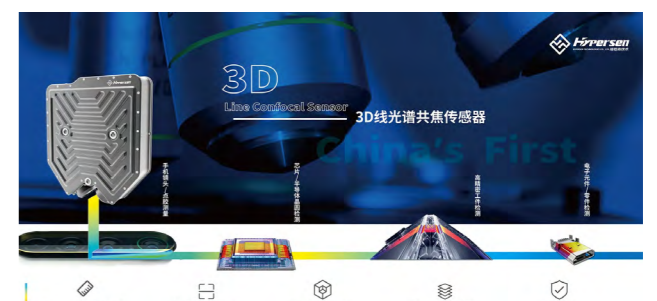 Hypersen
3D
Line Confocal Sensor
3D线光谱共焦传感器
China's First
手机镜头/点胶测量
芯片/半导体晶圆检测
高精密工件检测
电子元件/零件检测